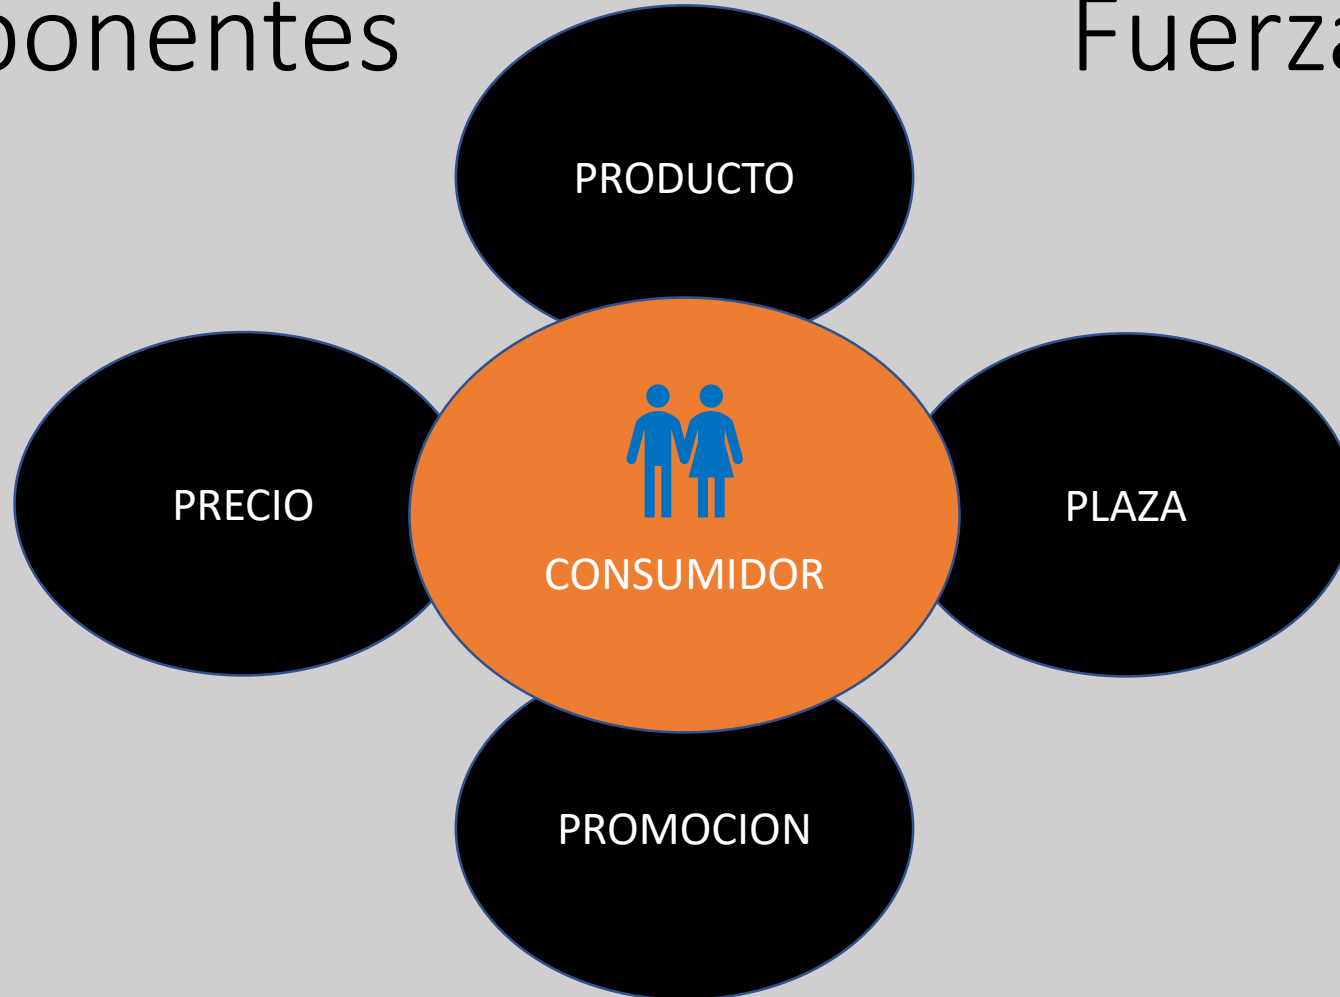 ponentes
Fuerza
PRODUCTO
PRECIO
CONSUMIDOR
PLAZA
PROMOCION